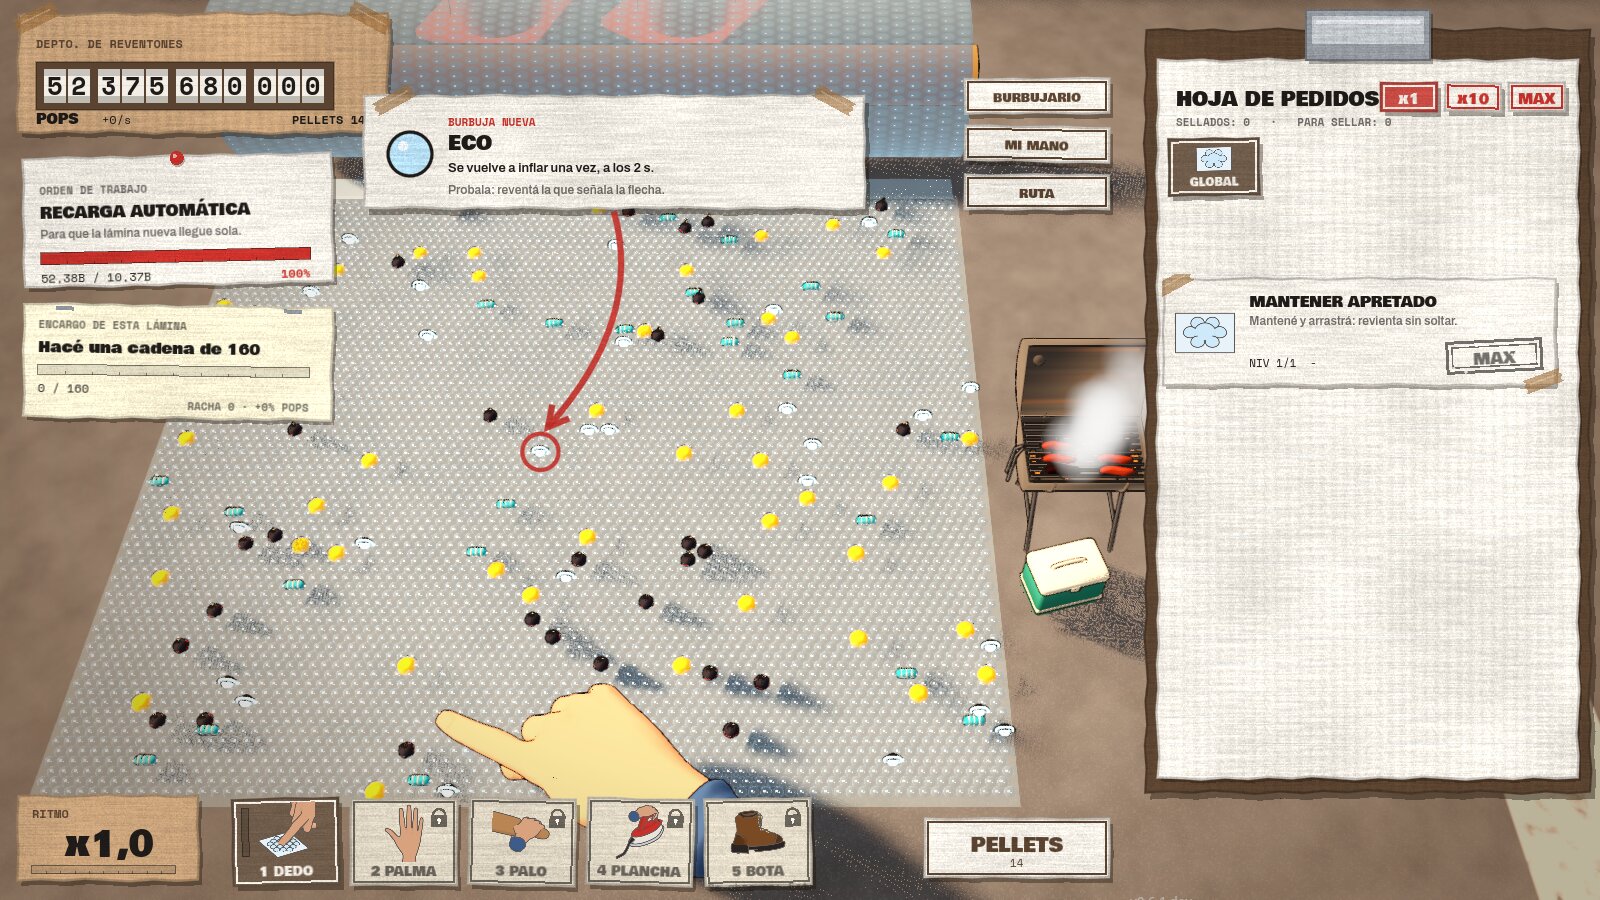 DEPTO. DE REVENTONES
52 375 680 000
POPS +0/s PELLETS 14
ORDEN DE TRABAJO
RECARGA AUTOMÁTICA
Para que la lámina nueva llegue sola.
52.38B / 10.37B 100%
ENCARGO DE ESTA LÁMINA
Hacé una cadena de 160
0 / 160
RACHA 0 - +0% POPS
BURBUJA NUEVA
ECO
Se vuelve a inflar una vez, a los 2 s.
Probala: reventá la que señala la flecha.
BURBUJARIO
MI MANO
RUTA
HOJA DE PEDIDOS x1 x10 MAX
SELLADOS: 0 · PARA SELLAR: 0
GLOBAL
MANTENER APRETADO
Mantené y arrastrá: revienta sin soltar.
NIV 1/1 - MAX
RITMO
x1,0
1 DEDO
2 PALMA
3 PALO
4 PLANCHA
5 BOTA
PELLETS
14